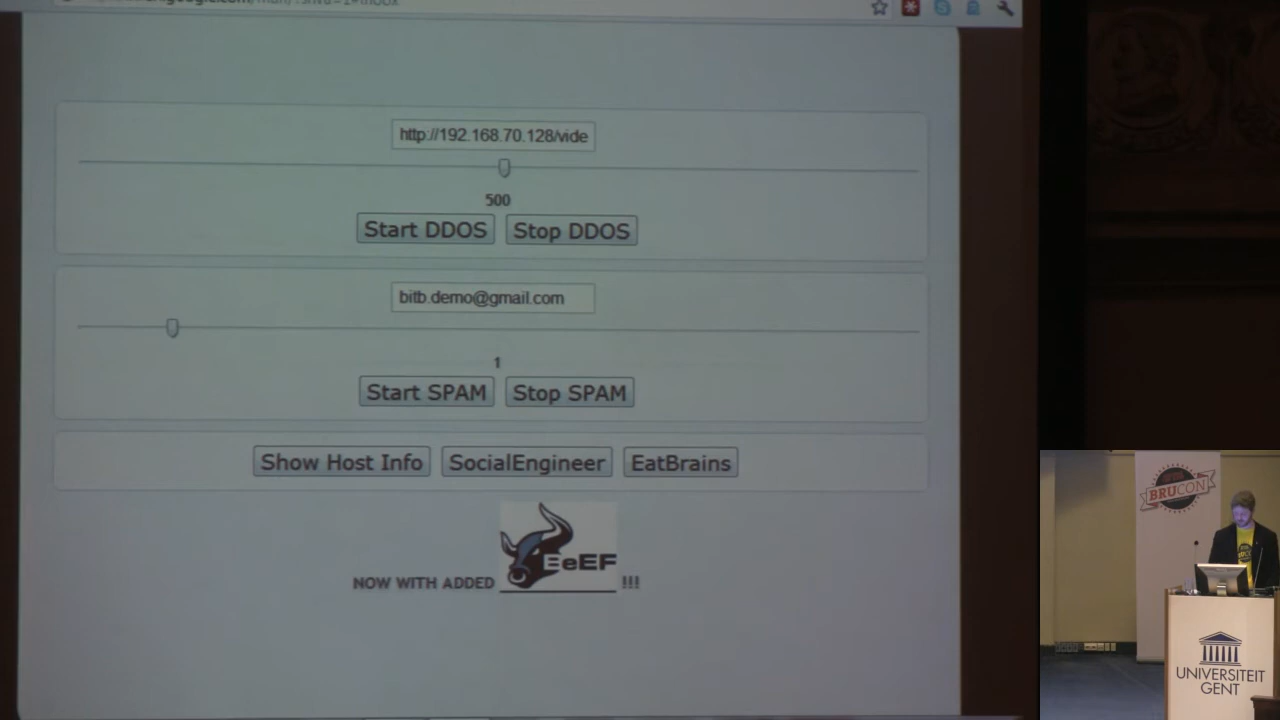 http://192.168.70.128/vide
500
Start DDOS Stop DDOS
bitb.demo@gmail.com
1
Start SPAM Stop SPAM
Show Host Info SocialEngineer EatBrains
NOW WITH ADDED BeEF !!!
BRUCON
UNIVERSITEIT
GENT